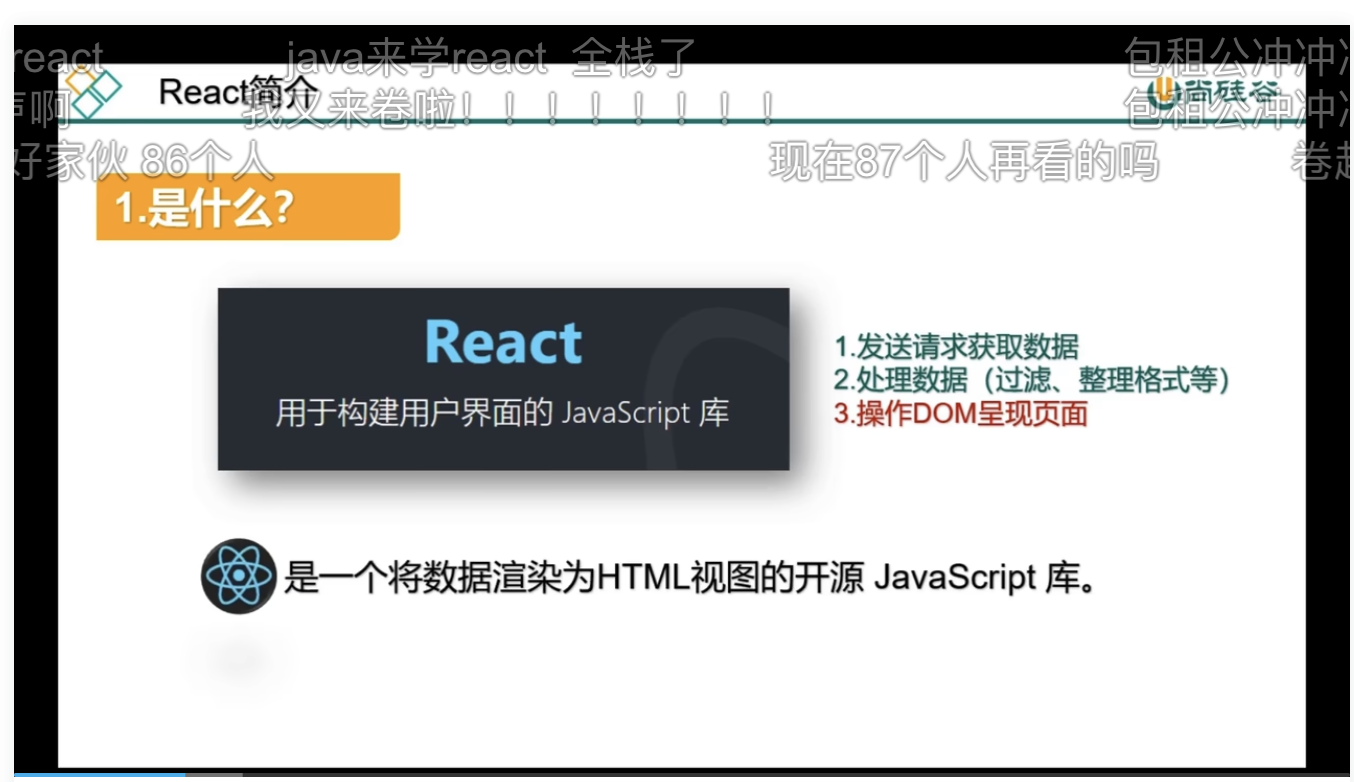 react
java来学react 全栈了
包租公冲冲
React简介
尚硅谷
声啊
我又来卷啦！！！！！！！！
包租公冲冲
好家伙 86个人
现在87个人再看的吗
卷起
1.是什么?
React
用于构建用户界面的 JavaScript 库
1.发送请求获取数据
2.处理数据（过滤、整理格式等）
3.操作DOM呈现页面
是一个将数据渲染为HTML视图的开源 JavaScript 库。